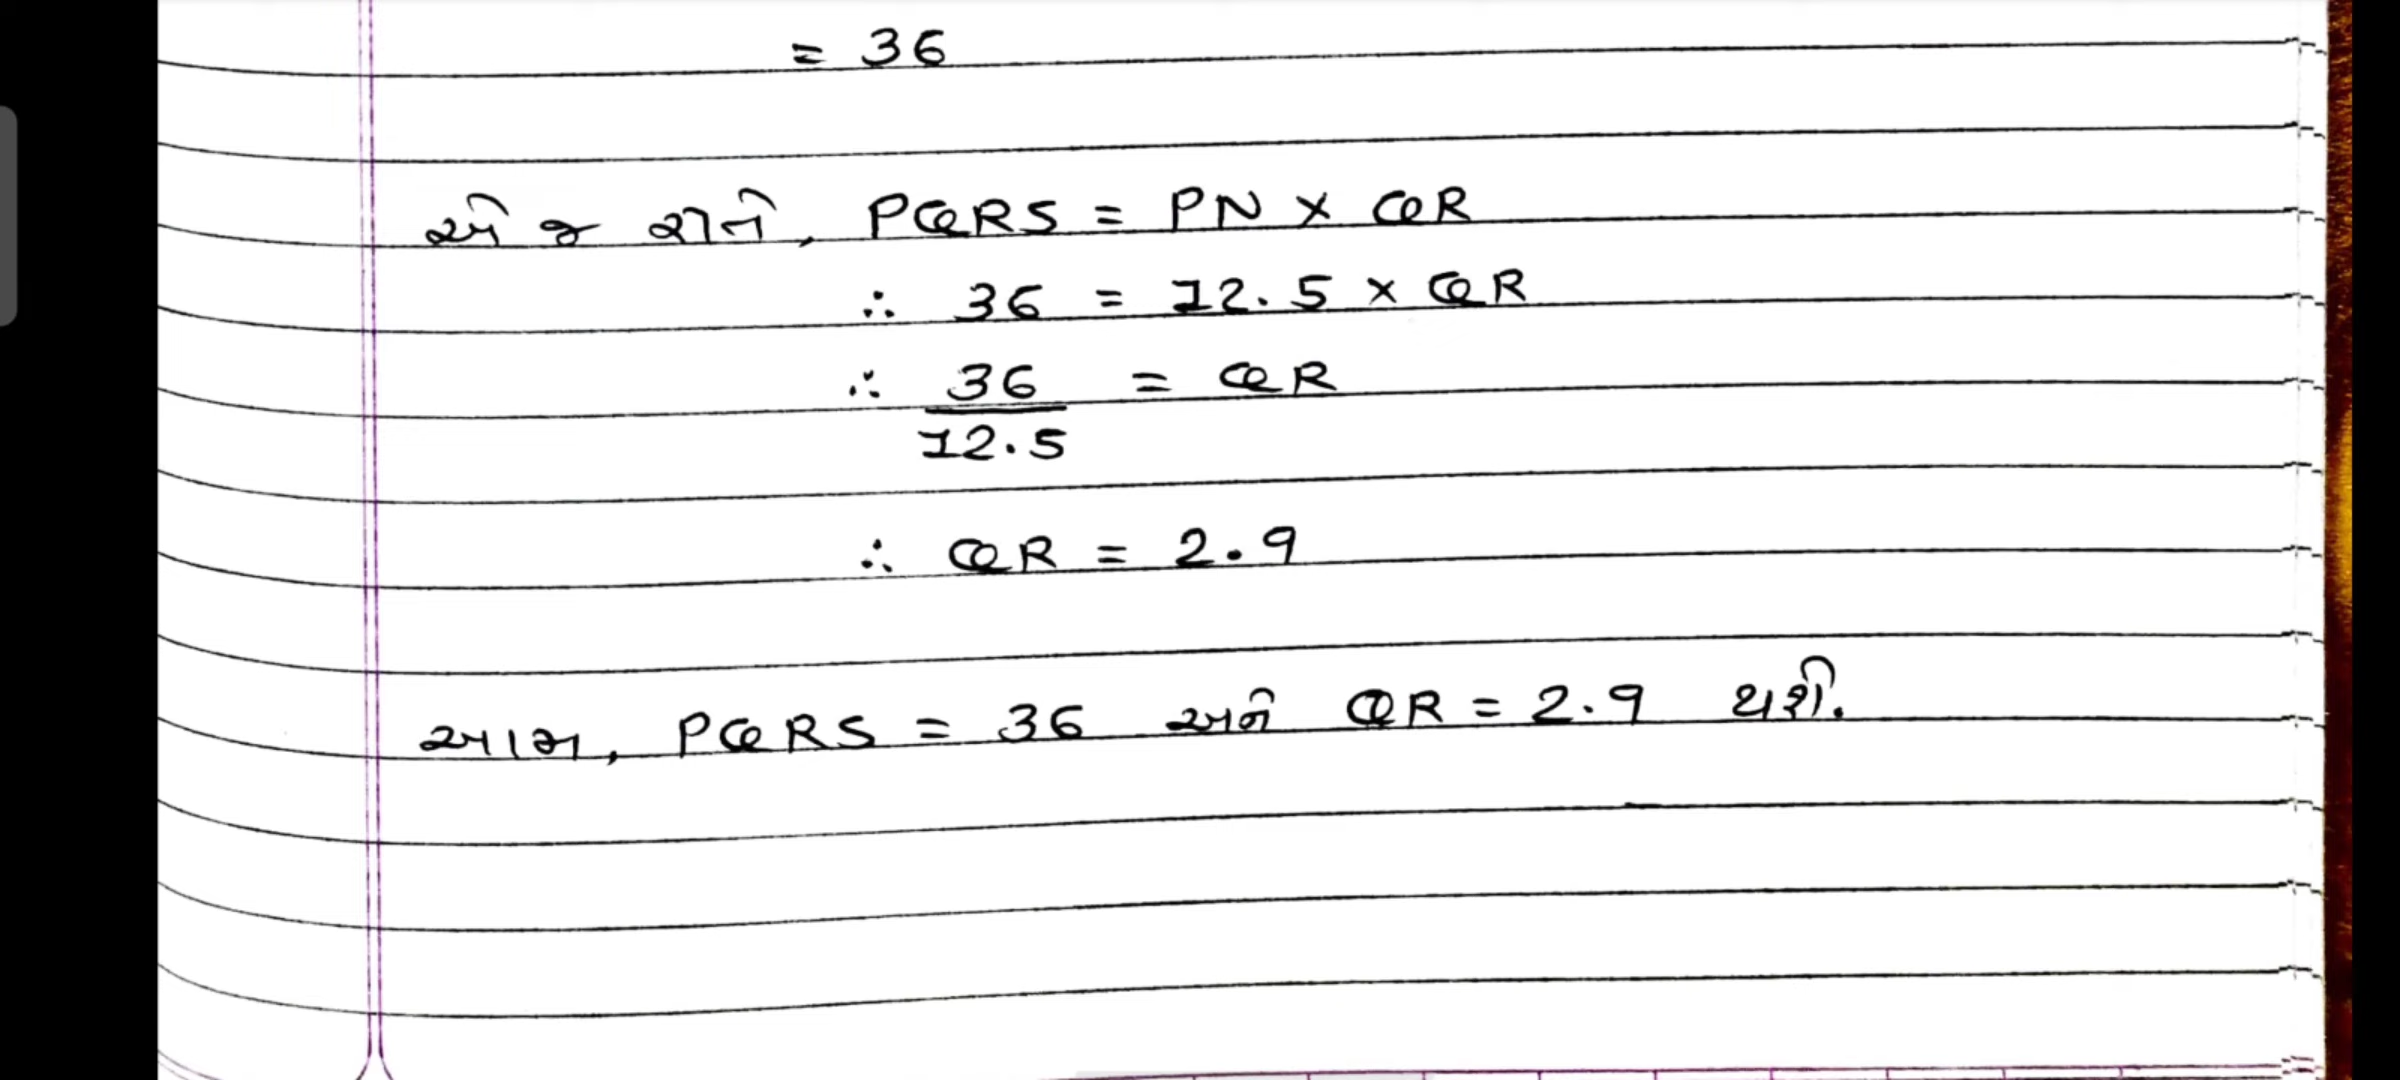 = 36
એ જ રીતે, PQRS = PN × QR
∴ 36 = 12.5 × QR
∴ 36 = QR
12.5
∴ QR = 2.9
આમ, PQRS = 36 અને QR = 2.9 થશે.